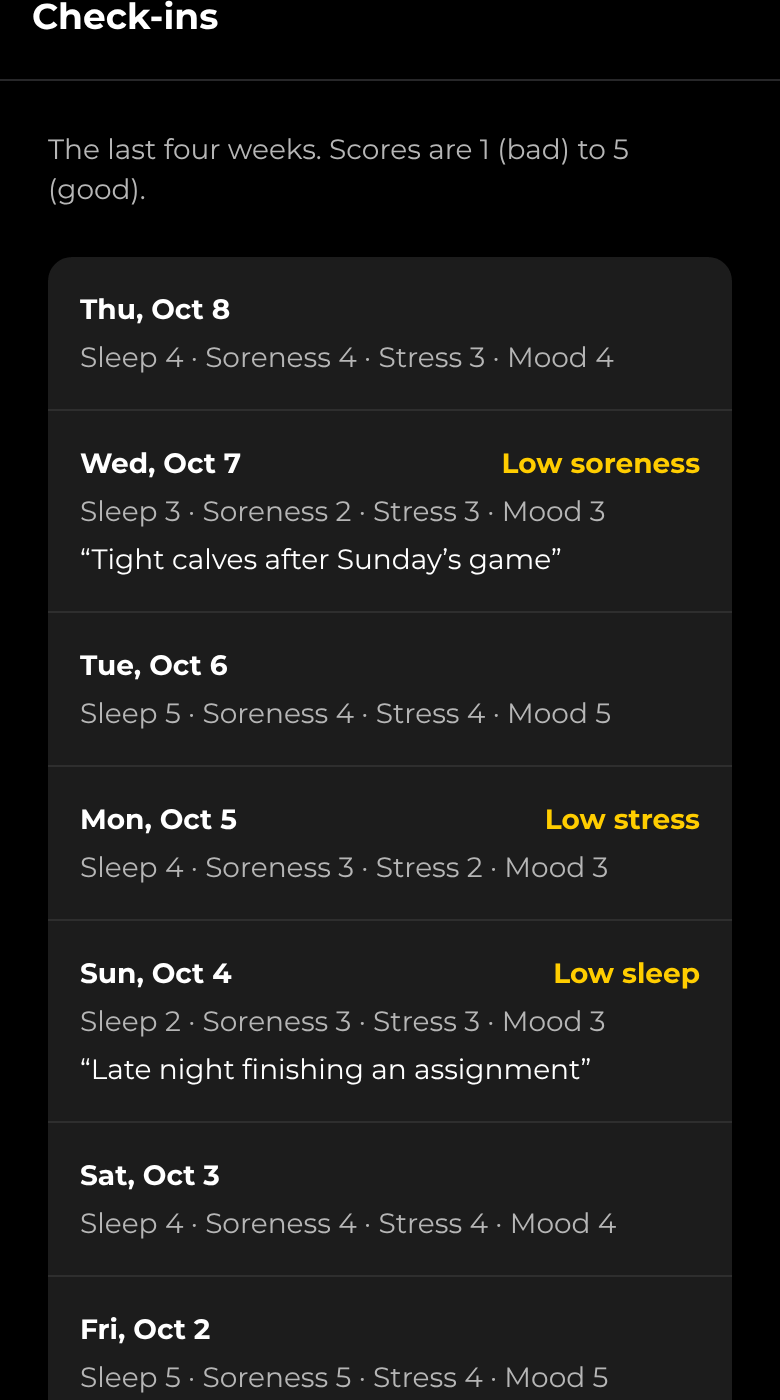 Check-ins
The last four weeks. Scores are 1 (bad) to 5
(good).
Thu, Oct 8
Sleep 4 · Soreness 4 · Stress 3 · Mood 4
Wed, Oct 7
Low soreness
Sleep 3 · Soreness 2 · Stress 3 · Mood 3
“Tight calves after Sunday’s game”
Tue, Oct 6
Sleep 5 · Soreness 4 · Stress 4 · Mood 5
Mon, Oct 5
Low stress
Sleep 4 · Soreness 3 · Stress 2 · Mood 3
Sun, Oct 4
Low sleep
Sleep 2 · Soreness 3 · Stress 3 · Mood 3
“Late night finishing an assignment”
Sat, Oct 3
Sleep 4 · Soreness 4 · Stress 4 · Mood 4
Fri, Oct 2
Sleep 5 · Soreness 5 · Stress 4 · Mood 5